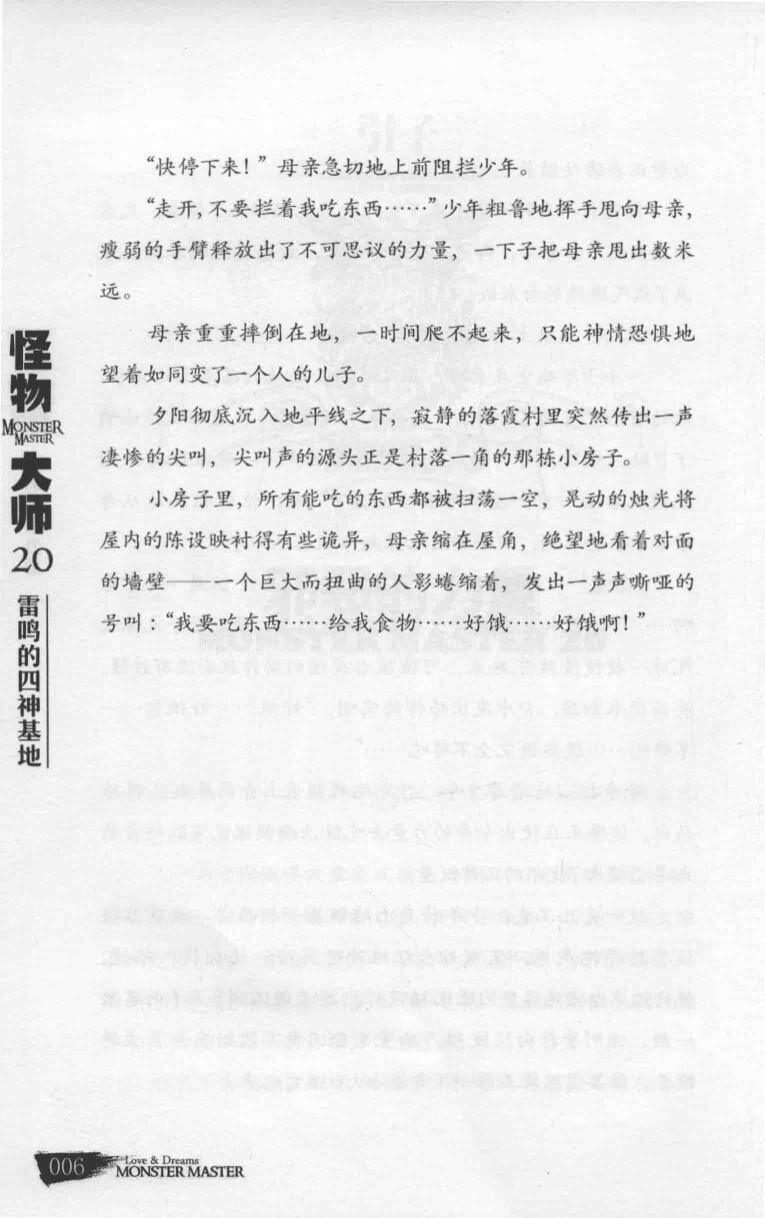 “快停下来！”母亲急切地上前阻拦少年。
“走开,不要拦着我吃东西……”少年粗鲁地挥手甩向母亲，
瘦弱的手臂释放出了不可思议的力量，一下子把母亲甩出数米
远。
母亲重重摔倒在地，一时间爬不起来，只能神情恐惧地
望着如同变了一个人的儿子。
夕阳彻底沉入地平线之下，寂静的落霞村里突然传出一声
凄惨的尖叫，尖叫声的源头正是村落一角的那栋小房子。
小房子里，所有能吃的东西都被扫荡一空，晃动的烛光将
屋内的陈设映衬得有些诡异，母亲缩在屋角，绝望地看着对面
的墙壁——一个巨大而扭曲的人影蜷缩着，发出一声声嘶哑的
号叫：“我要吃东西……给我食物……好饿……好饿啊！”
怪物
MONSTER
MASTER
大师
20
雷鸣的四神基地
006
Love & Dreams
MONSTER MASTER